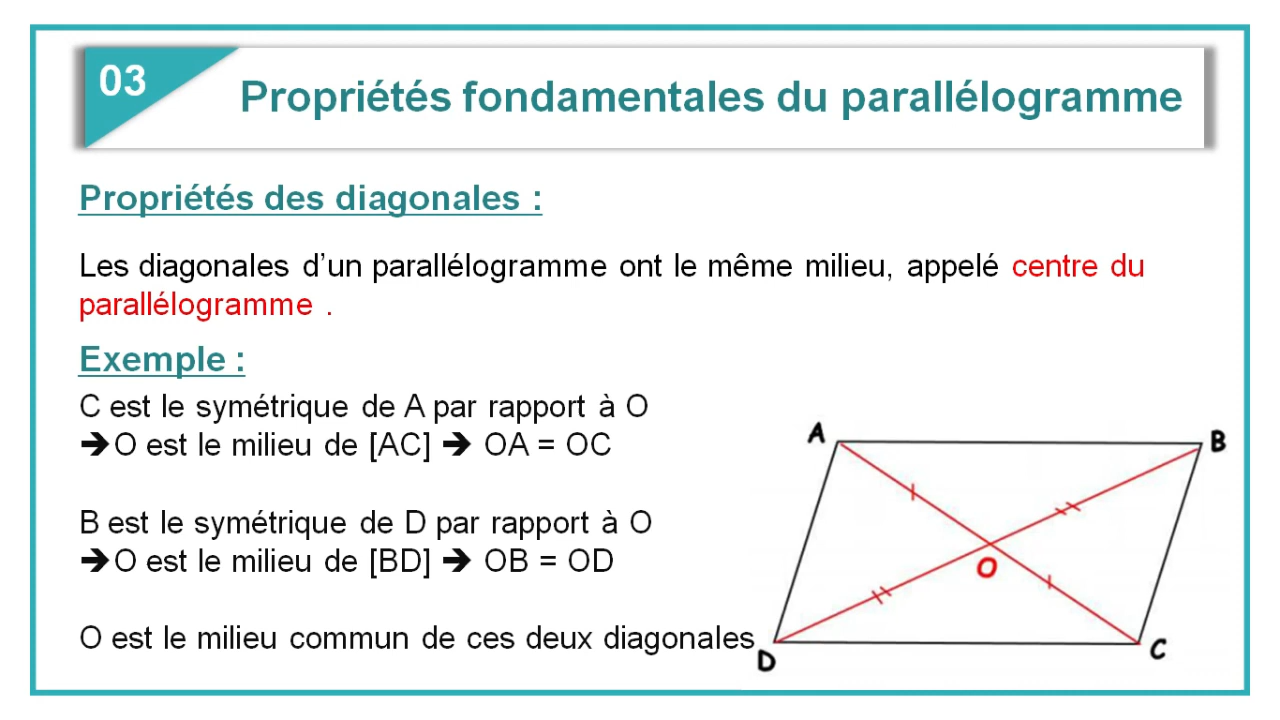 03
Propriétés fondamentales du parallélogramme
Propriétés des diagonales :
Les diagonales d’un parallélogramme ont le même milieu, appelé centre du
parallélogramme .
Exemple :
C est le symétrique de A par rapport à O
➔O est le milieu de [AC] ➔ OA = OC
B est le symétrique de D par rapport à O
➔O est le milieu de [BD] ➔ OB = OD
O est le milieu commun de ces deux diagonales
A
B
O
D
C